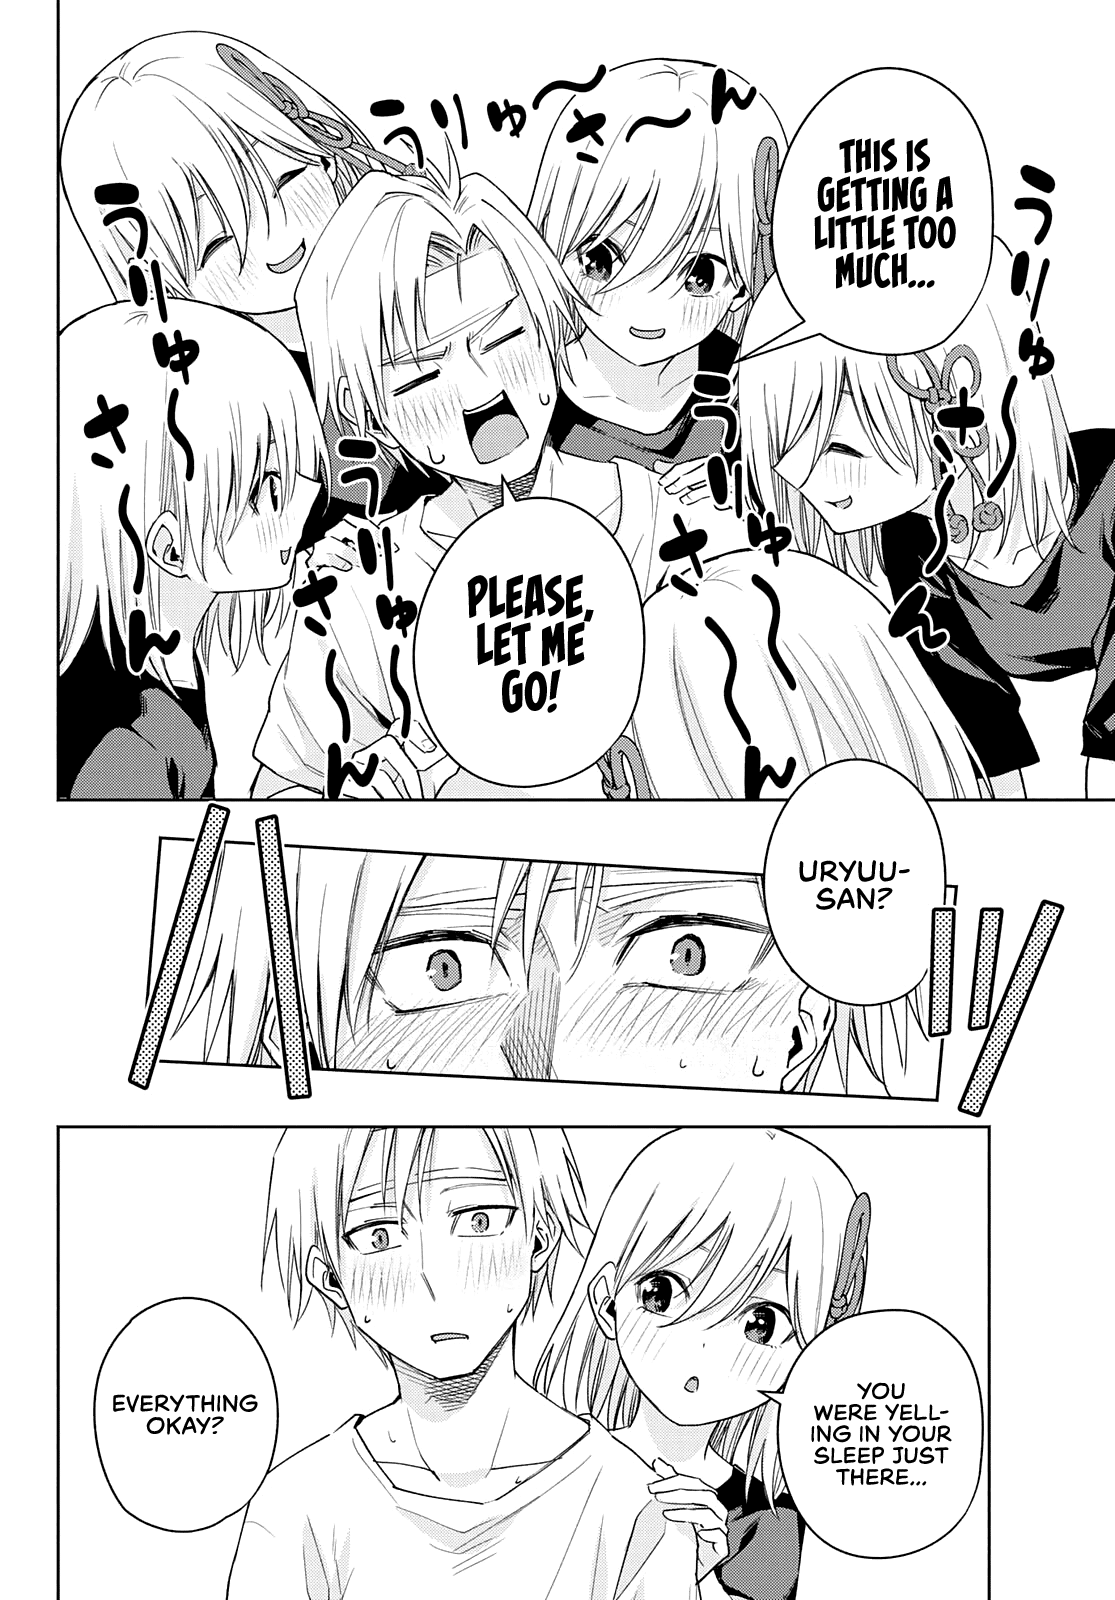 THIS IS
GETTING A
LITTLE TOO
MUCH...
うりゅ〜
さ〜ん
うりゅ〜
さ〜ん
うりゅ〜
さ〜ん
うりゅ〜
さ〜ん
うりゅ〜
さ〜ん
PLEASE,
LET ME
GO!
URYUU-
SAN?
YOU
WERE YELL-
ING IN YOUR
SLEEP JUST
THERE...
EVERYTHING
OKAY?